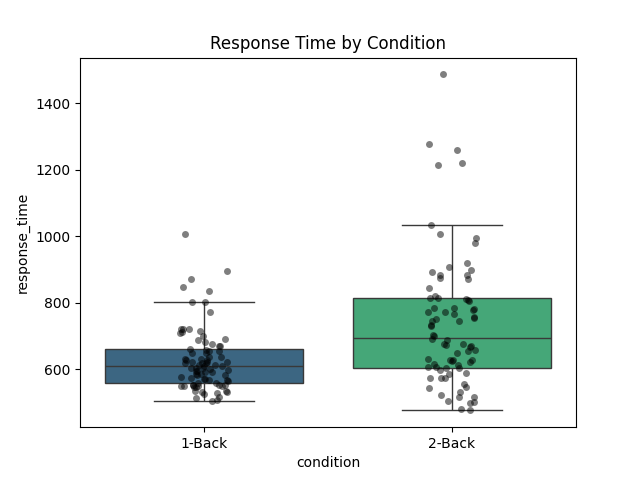 Response Time by Condition
1400
1200
1000
800
600
response_time
1-Back
2-Back
condition